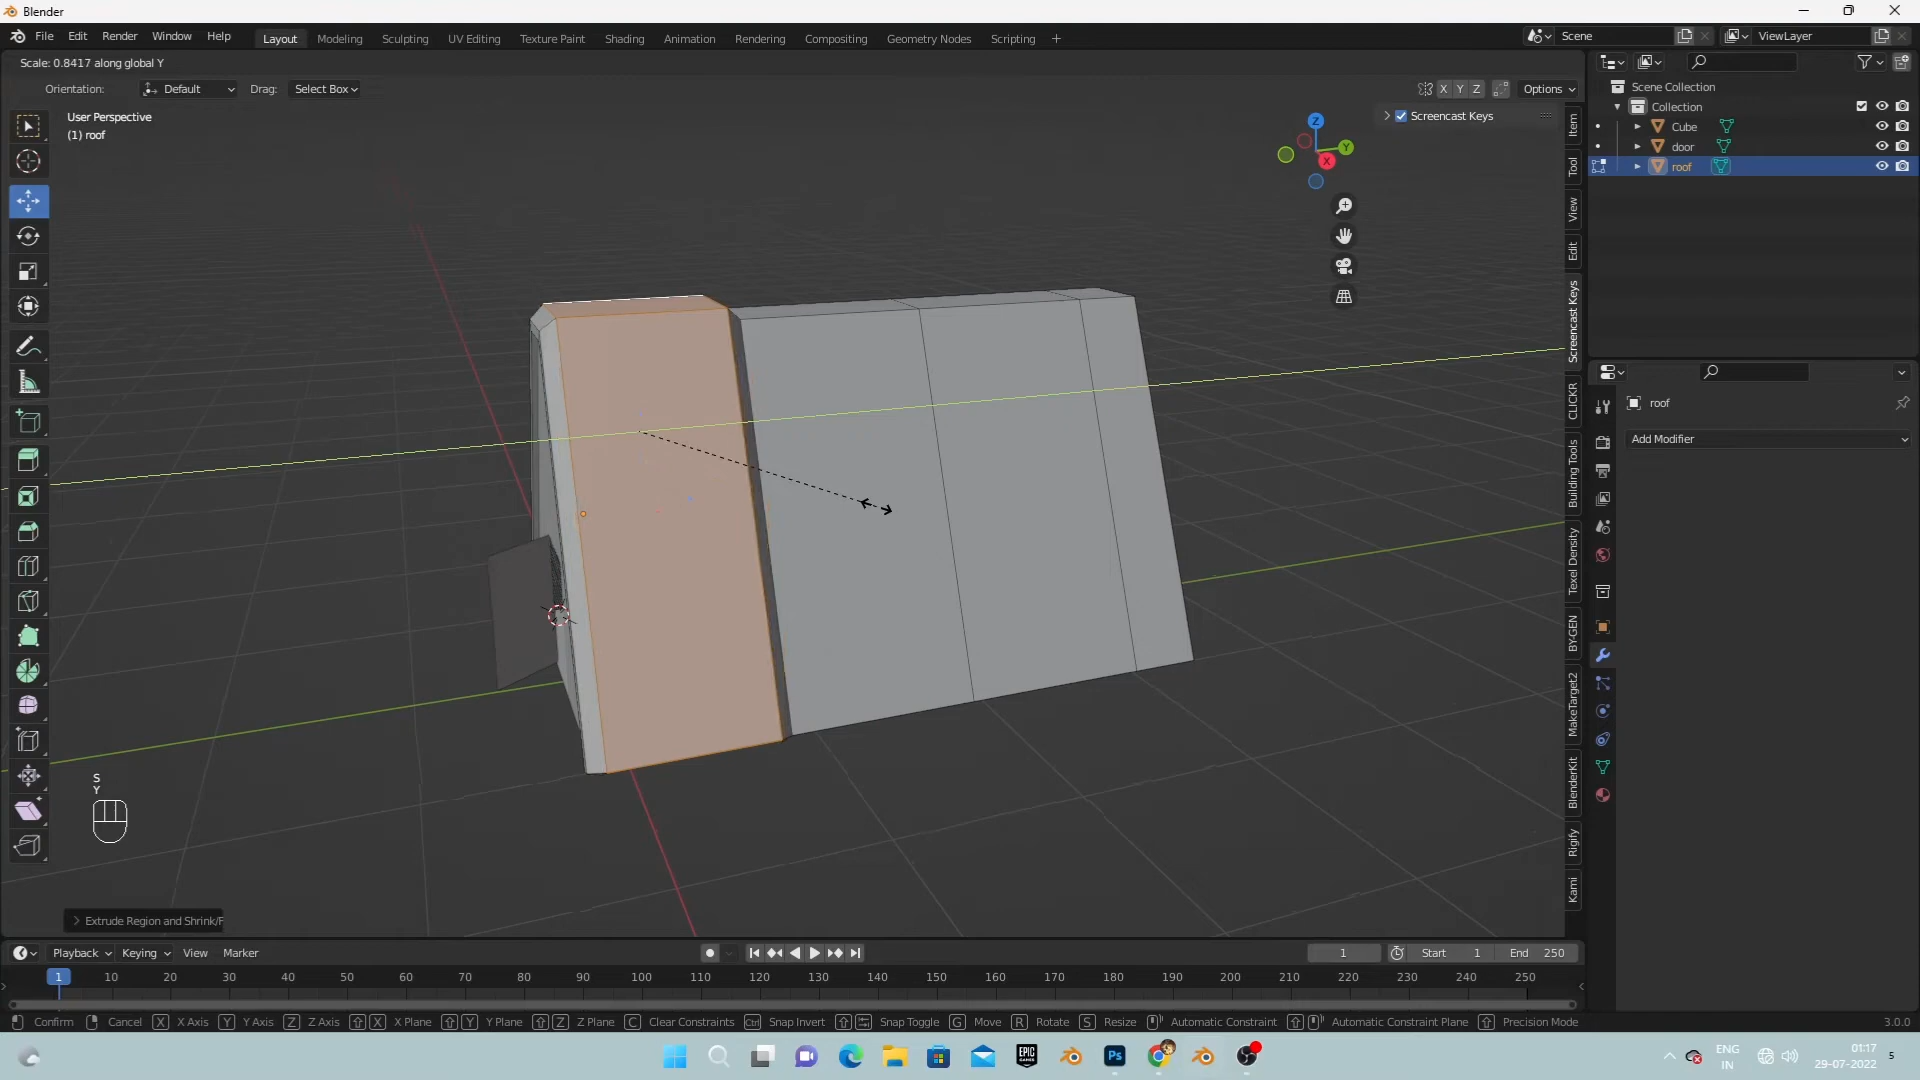 Blender
File Edit Render Window Help
Layout Modeling Sculpting UV Editing Texture Paint Shading Animation Rendering Compositing Geometry Nodes Scripting +
Scene
ViewLayer
Scale: 0.8417 along global Y
Orientation: Default Drag: Select Box
X Y Z Options
User Perspective
(1) roof
Screencast Keys
Z
Y
X
Item
Tool
View
Edit
Screencast Keys
CLICKR
Building Tools
Texel Density
BY-GEN
MakeTarget2
BlenderKit
Rigify
Kami
Scene Collection
Collection
Cube
door
roof
roof
Add Modifier
S
Y
Extrude Region and Shrink/F
Playback Keying View Marker
1 Start 1 End 250
1 10 20 30 40 50 60 70 80 90 100 110 120 130 140 150 160 170 180 190 200 210 220 230 240 250
Confirm Cancel X X Axis Y Y Axis Z Z Axis X X Plane Y Y Plane Z Z Plane C Clear Constraints Ctrl Snap Invert Snap Toggle G Move R Rotate S Resize Automatic Constraint Automatic Constraint Plane Precision Mode 3.0.0
EPIC GAMES
Ps
ENG
IN
01:17
29-07-2022
5